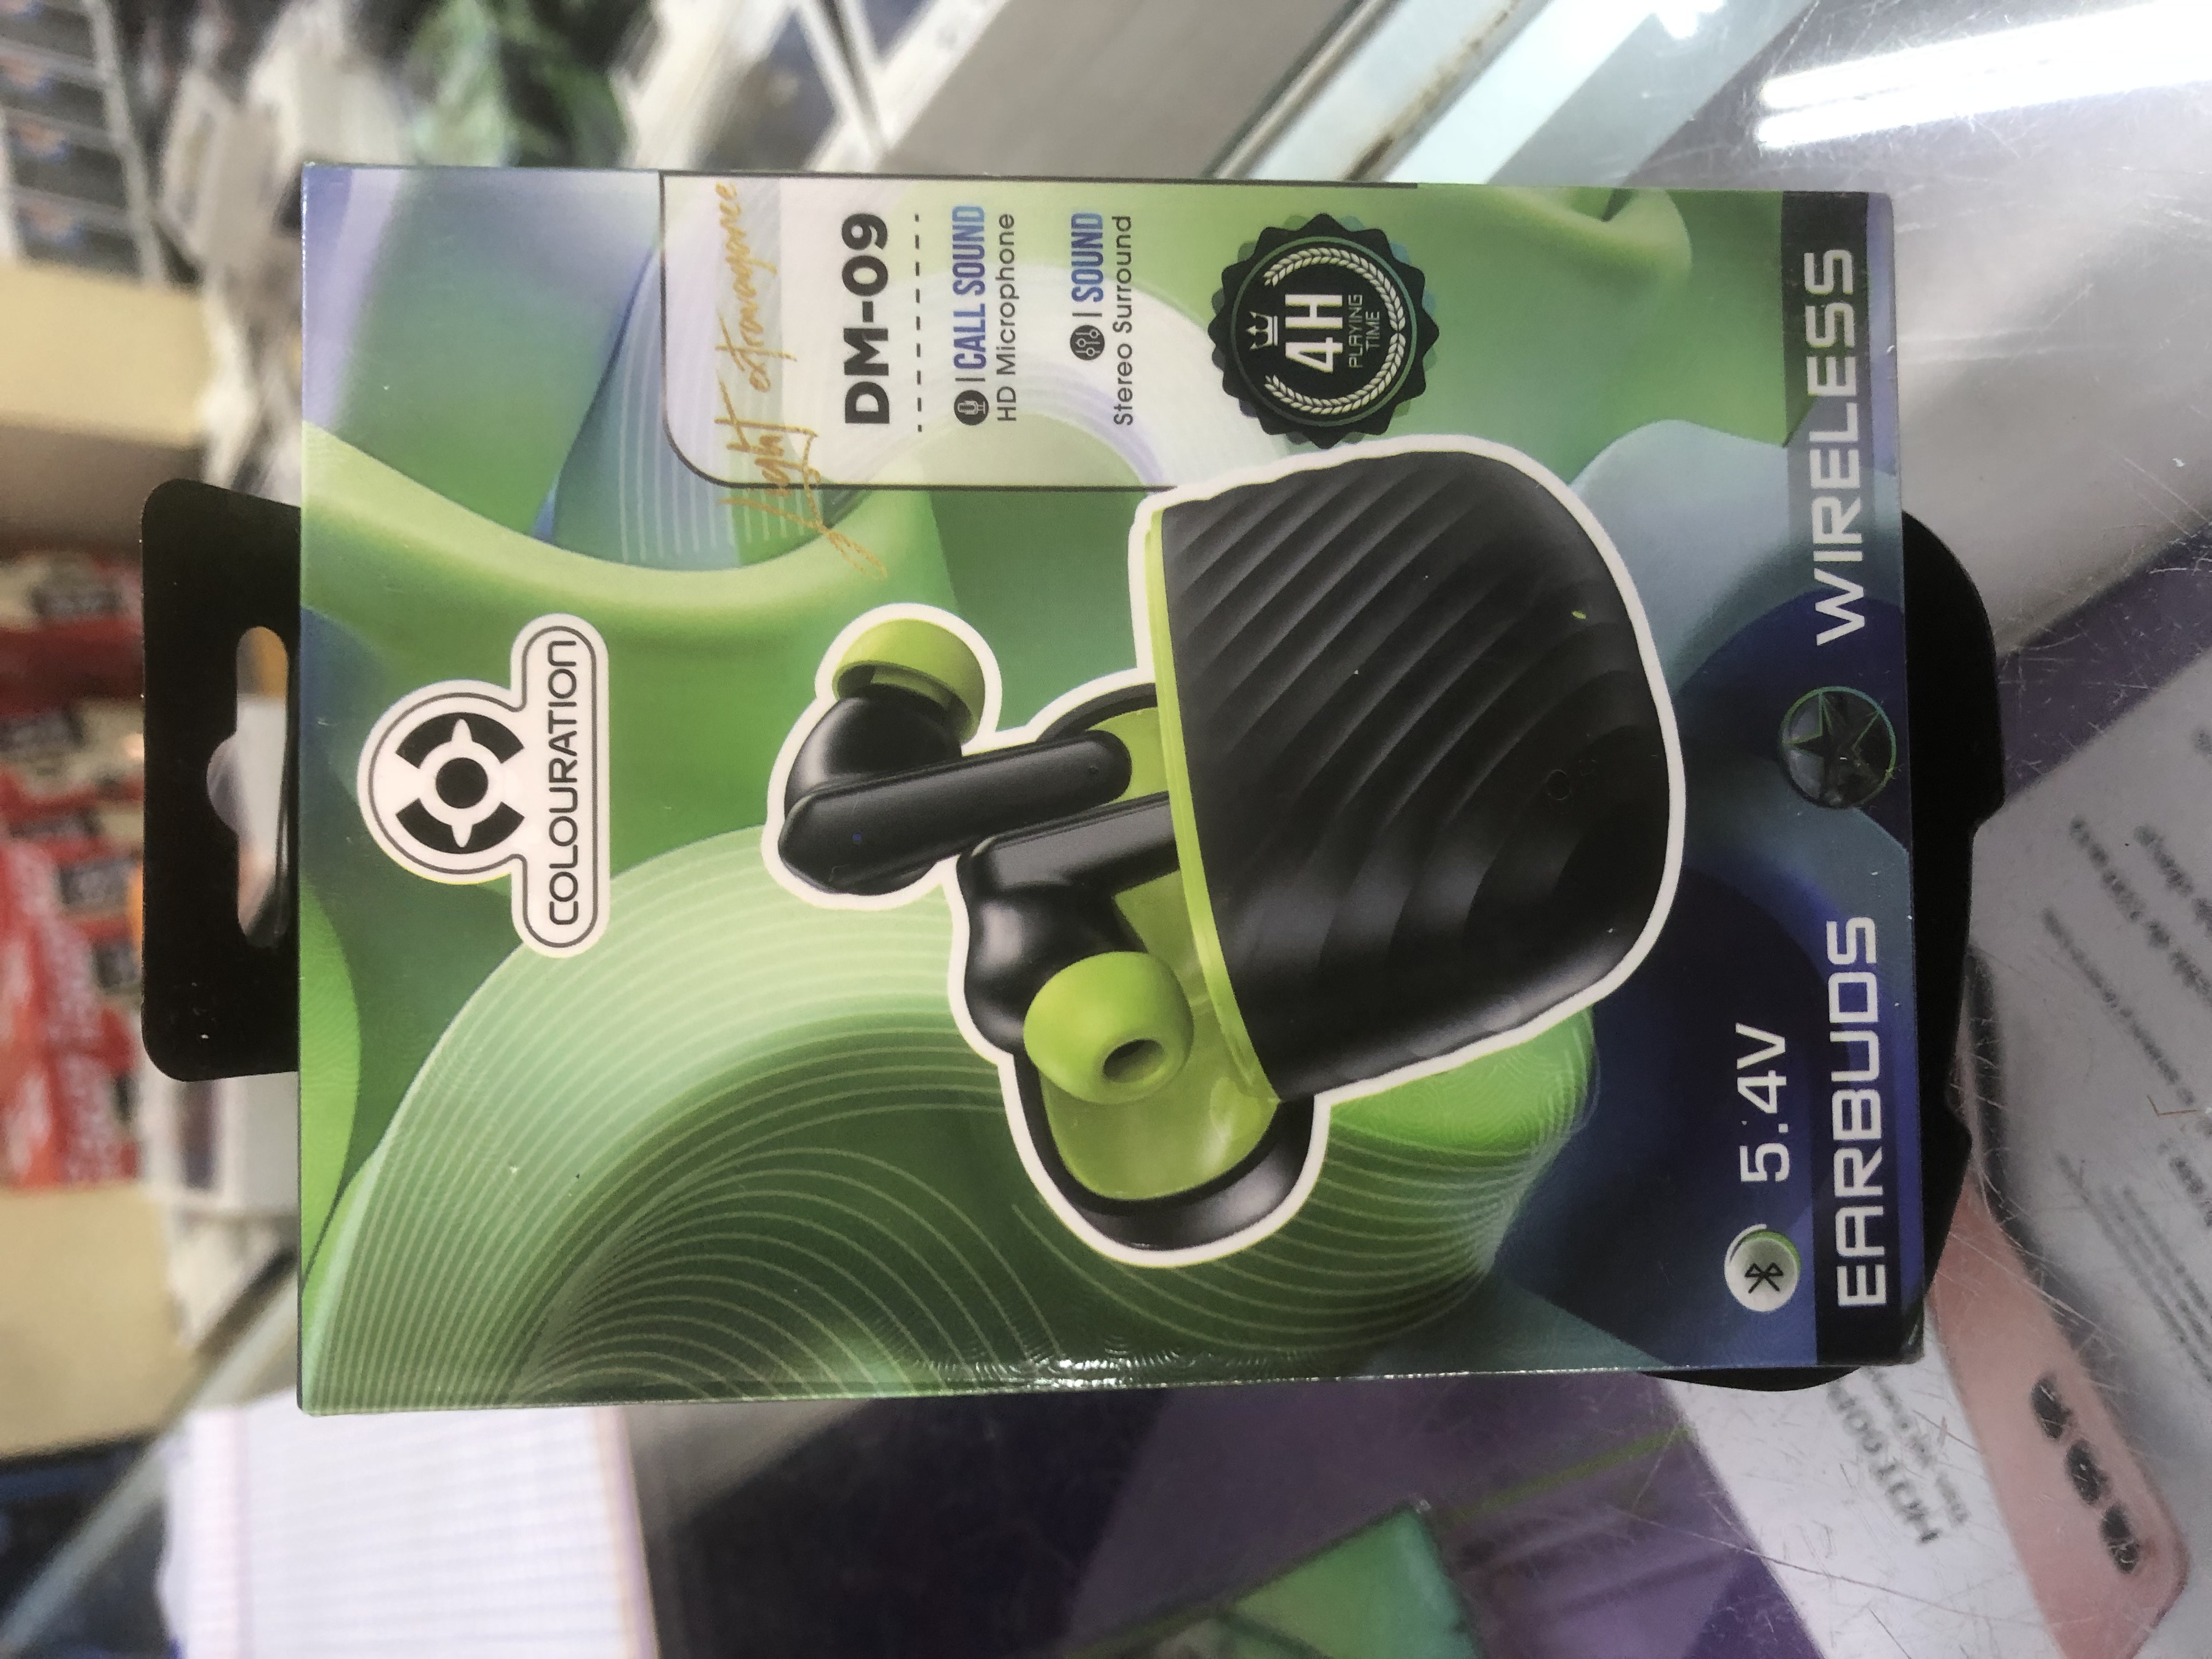 COLOURATION
Light extravagance
DM-09
CALL SOUND
HD Microphone
SOUND
Stereo Surround
4H
PLAYING
TIME
5.4V
EARBUDS
WIRELESS